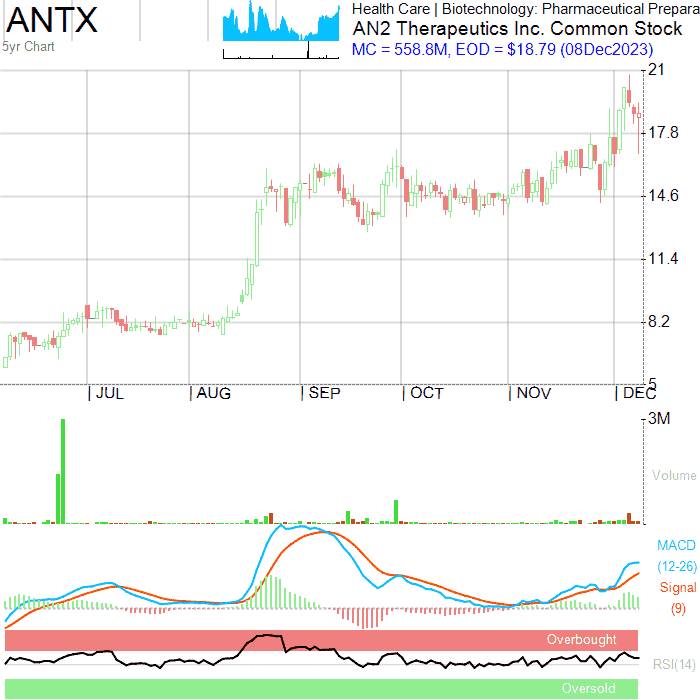 ANTX
5yr Chart
Health Care | Biotechnology: Pharmaceutical Prepara
AN2 Therapeutics Inc. Common Stock
MC = 558.8M, EOD = $18.79 (08Dec2023)
21
17.8
14.6
11.4
8.2
5
JUL
AUG
SEP
OCT
NOV
DEC
3M
Volume
MACD
(12-26)
Signal
(9)
Overbought
RSI(14)
Oversold